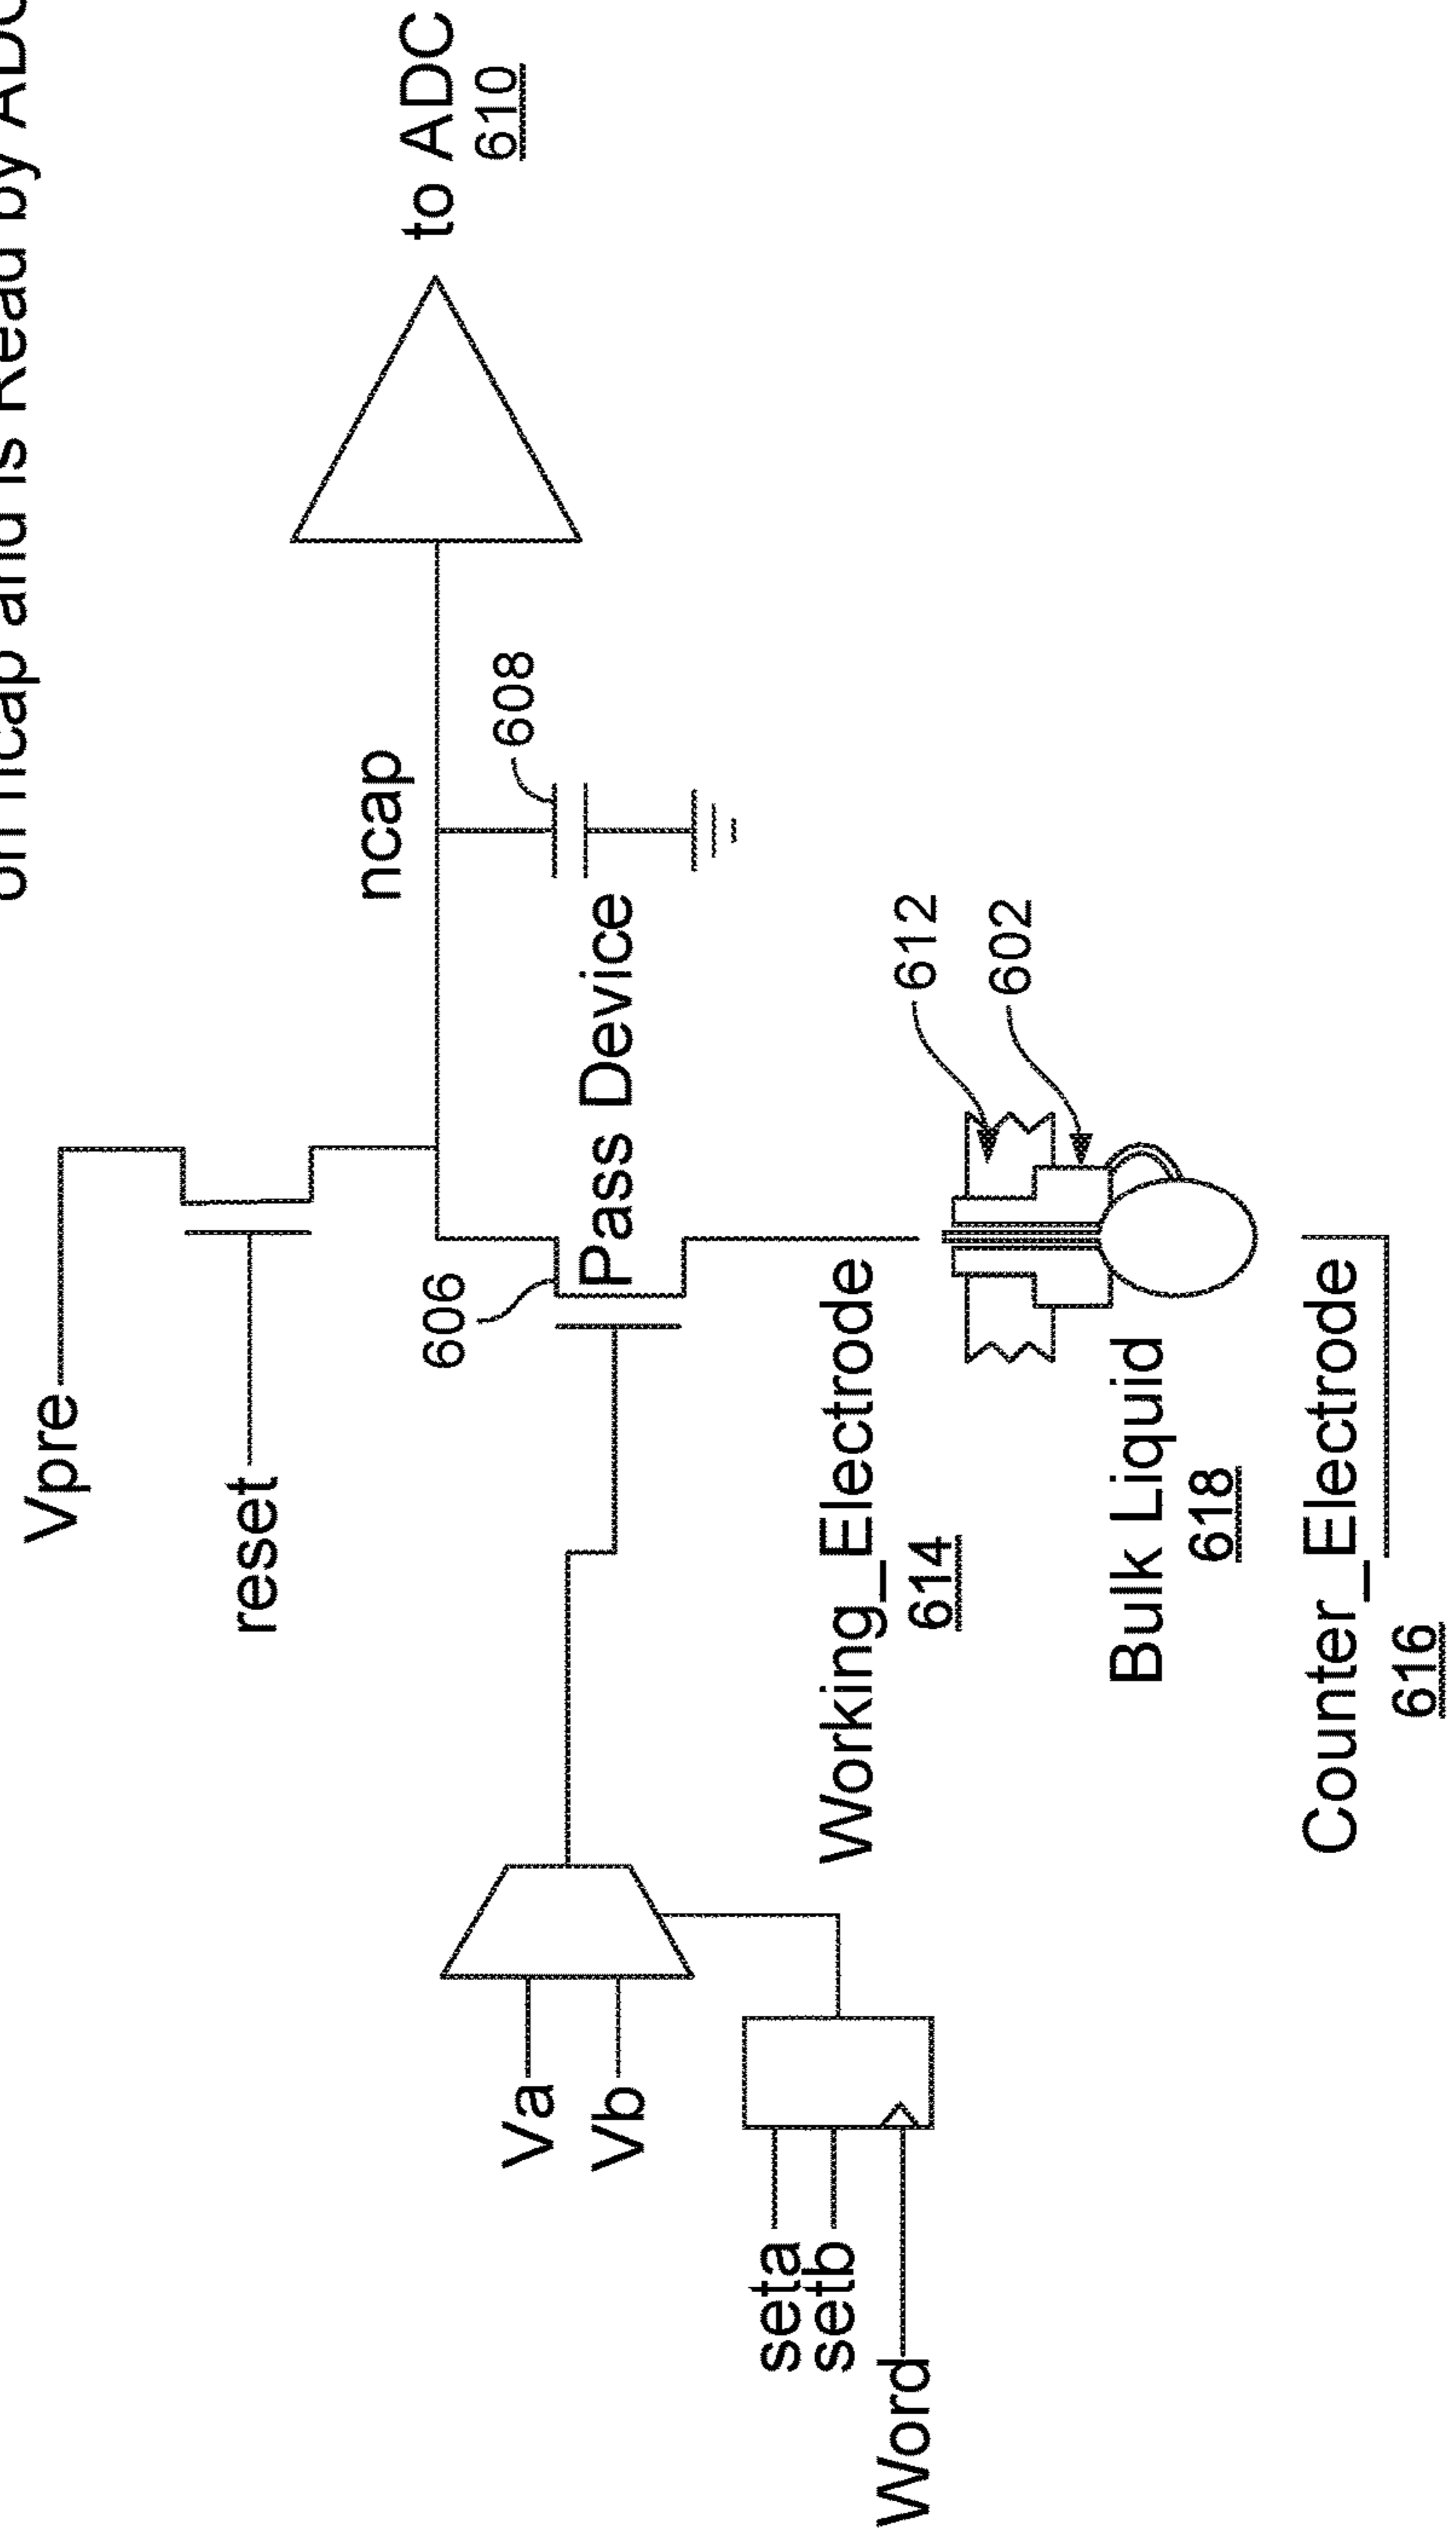 on ncap and is Read by ADC
Vpre
reset
ncap
to ADC
610
606
608
Pass Device
Va
Vb
seta
setb
Word
Working_Electrode
614
612
602
Bulk Liquid
618
Counter_Electrode
616